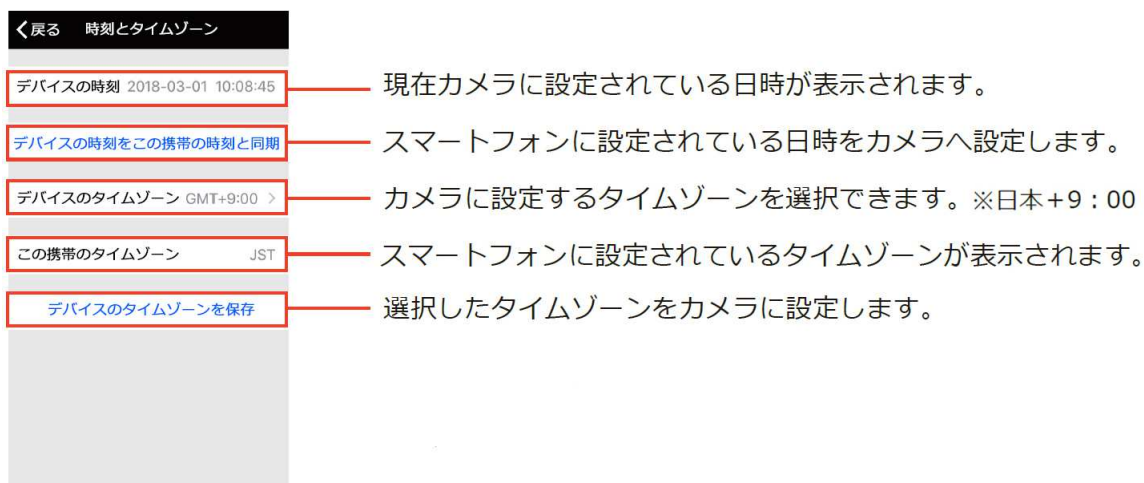 戻る 時刻とタイムゾーン
デバイスの時刻 2018-03-01 10:08:45
現在カメラに設定されている日時が表示されます。
デバイスの時刻をこの携帯の時刻と同期
スマートフォンに設定されている日時をカメラへ設定します。
デバイスのタイムゾーン GMT+9:00 >
カメラに設定するタイムゾーンを選択できます。※日本+9:00
この携帯のタイムゾーン JST
スマートフォンに設定されているタイムゾーンが表示されます。
デバイスのタイムゾーンを保存
選択したタイムゾーンをカメラに設定します。